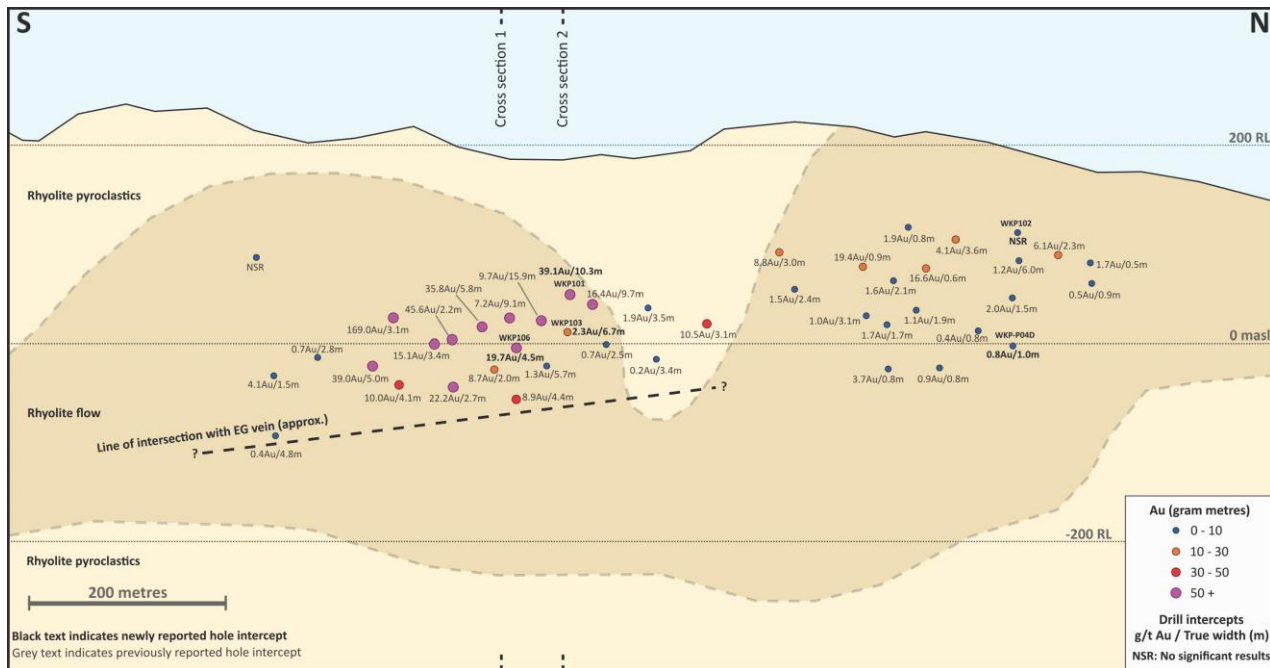 S
N
Cross section 1
Cross section 2
200 RL
Rhyolite pyroclastics
WKP102
NSR
1.9Au/0.8m
4.1Au/3.6m
6.1Au/2.3m
NSR
39.1Au/10.3m
WKP101
9.7Au/15.9m
8.8Au/3.0m
19.4Au/0.9m
16.6Au/0.6m
1.2Au/6.0m
1.7Au/0.5m
35.8Au/5.8m
7.2Au/9.1m
16.4Au/9.7m
1.5Au/2.4m
1.6Au/2.1m
0.5Au/0.9m
45.6Au/2.2m
1.9Au/3.5m
2.0Au/1.5m
169.0Au/3.1m
WKP103
2.3Au/6.7m
10.5Au/3.1m
1.0Au/3.1m
1.1Au/1.9m
1.7Au/1.7m
0.4Au/0.8m
WKP-P04D
0 masl
WKP106
0.7Au/2.8m
15.1Au/3.4m
19.7Au/4.5m
0.7Au/2.5m
0.8Au/1.0m
0.2Au/3.4m
4.1Au/1.5m
39.0Au/5.0m
8.7Au/2.0m
1.3Au/5.7m
3.7Au/0.8m
0.9Au/0.8m
10.0Au/4.1m
22.2Au/2.7m
8.9Au/4.4m
?
Rhyolite flow
Line of intersection with EG vein (approx.)
?
0.4Au/4.8m
-200 RL
Rhyolite pyroclastics
200 metres
Black text indicates newly reported hole intercept
Grey text indicates previously reported hole intercept
Au (gram metres)
0 - 10
10 - 30
30 - 50
50 +
Drill intercepts
g/t Au / True width (m)
NSR: No significant results